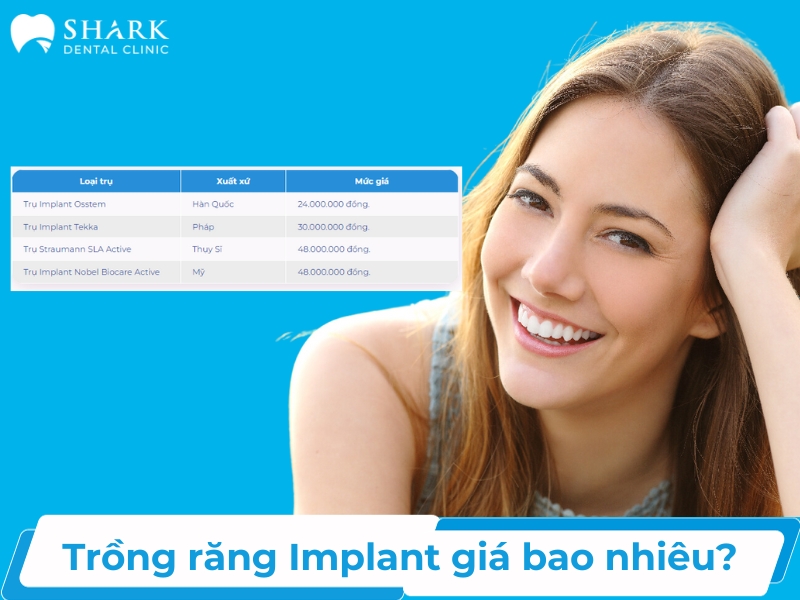 SHARK
DENTAL CLINIC
Loại trụ Xuất xứ Mức giá
Trụ Implant Osstem Hàn Quốc 24.000.000 đồng.
Trụ Implant Tekka Pháp 30.000.000 đồng.
Trụ Straumann SLA Active Thụy Sĩ 48.000.000 đồng.
Trụ Implant Nobel Biocare Active Mỹ 48.000.000 đồng.
Trồng răng Implant giá bao nhiêu?